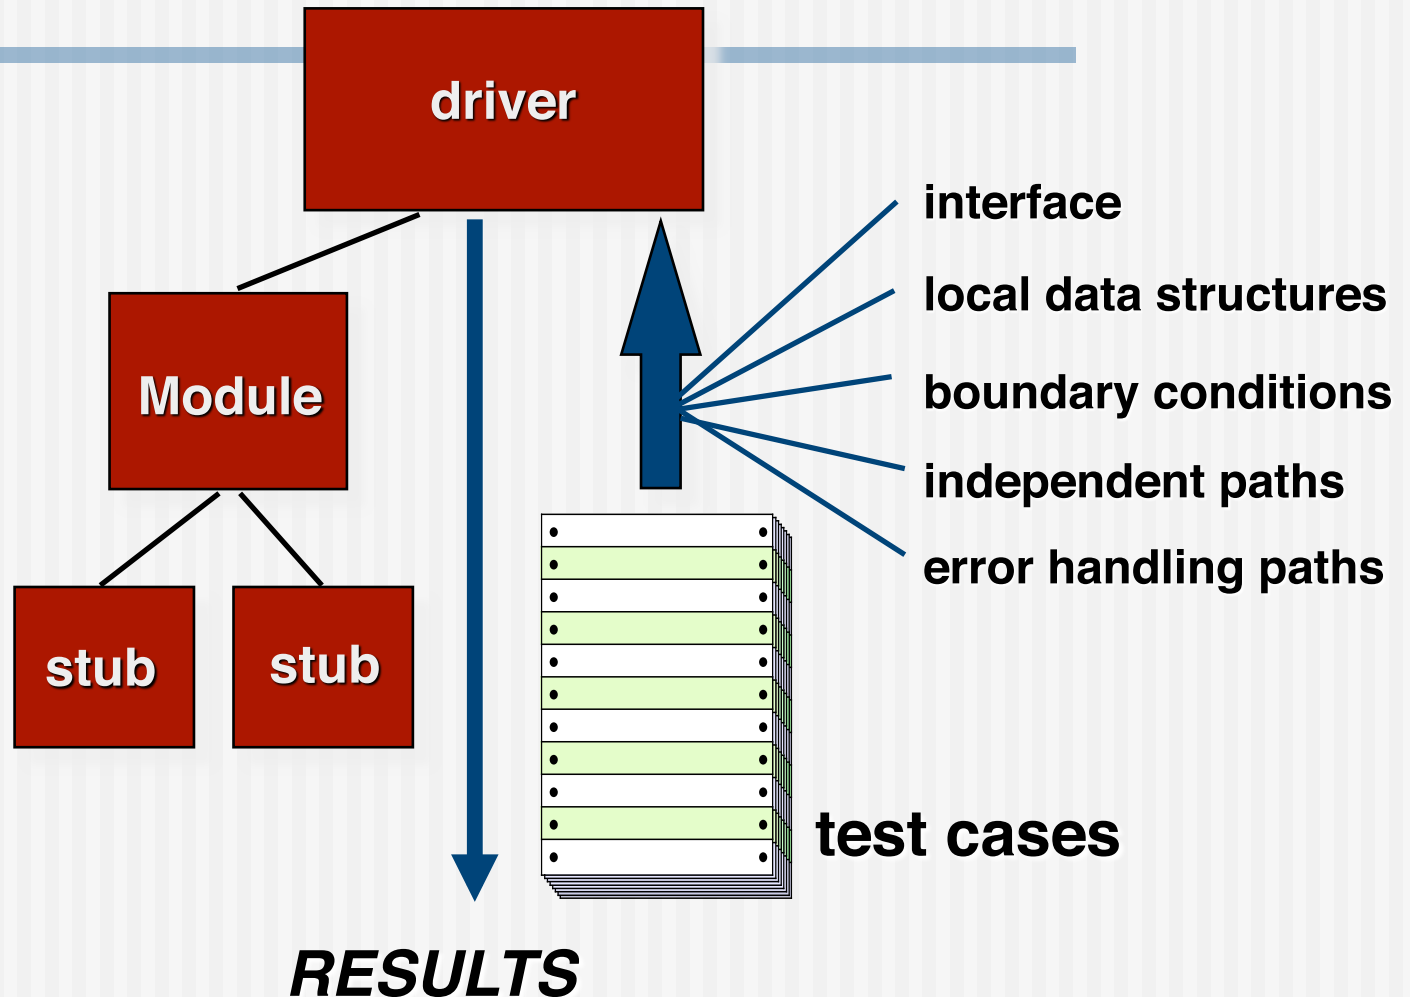 driver
interface
local data structures
Module
boundary conditions
independent paths
error handling paths
stub
stub
test cases
RESULTS